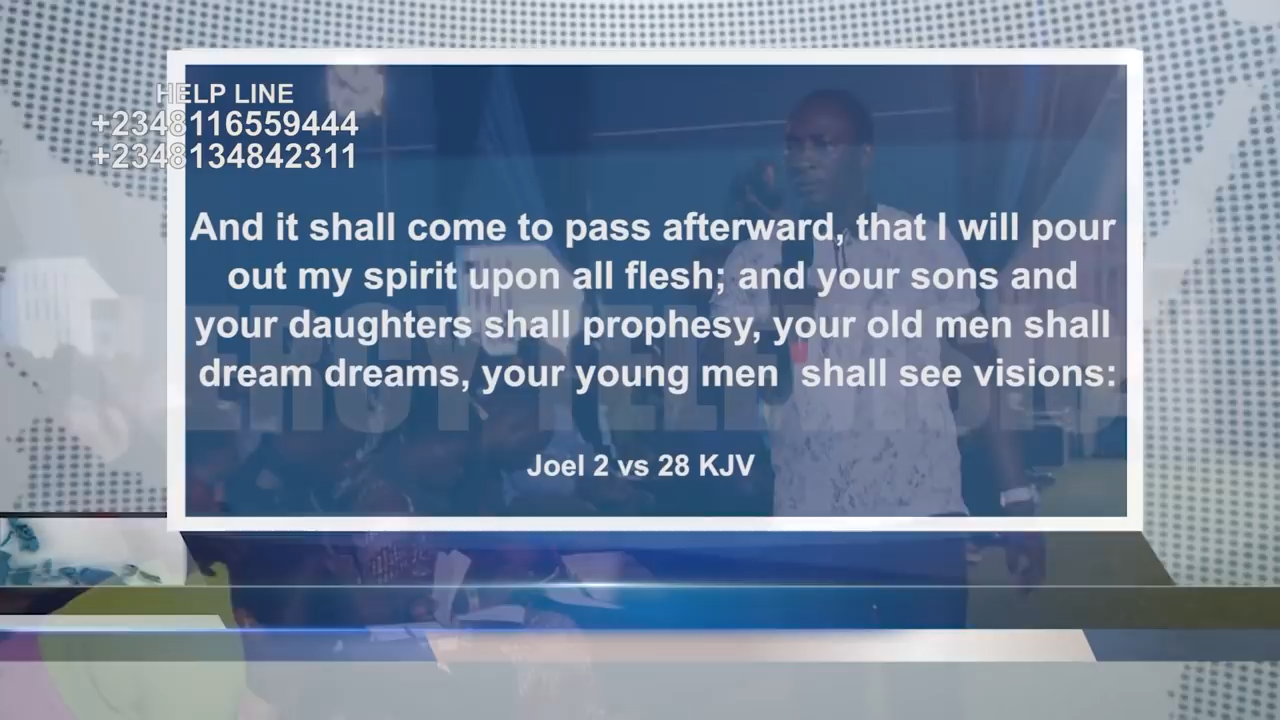 HELP LINE
+2348116559444
+2348134842311
And it shall come to pass afterward, that I will pour
out my spirit upon all flesh; and your sons and
your daughters shall prophesy, your old men shall
dream dreams, your young men  shall see visions:
Joel 2 vs 28 KJV